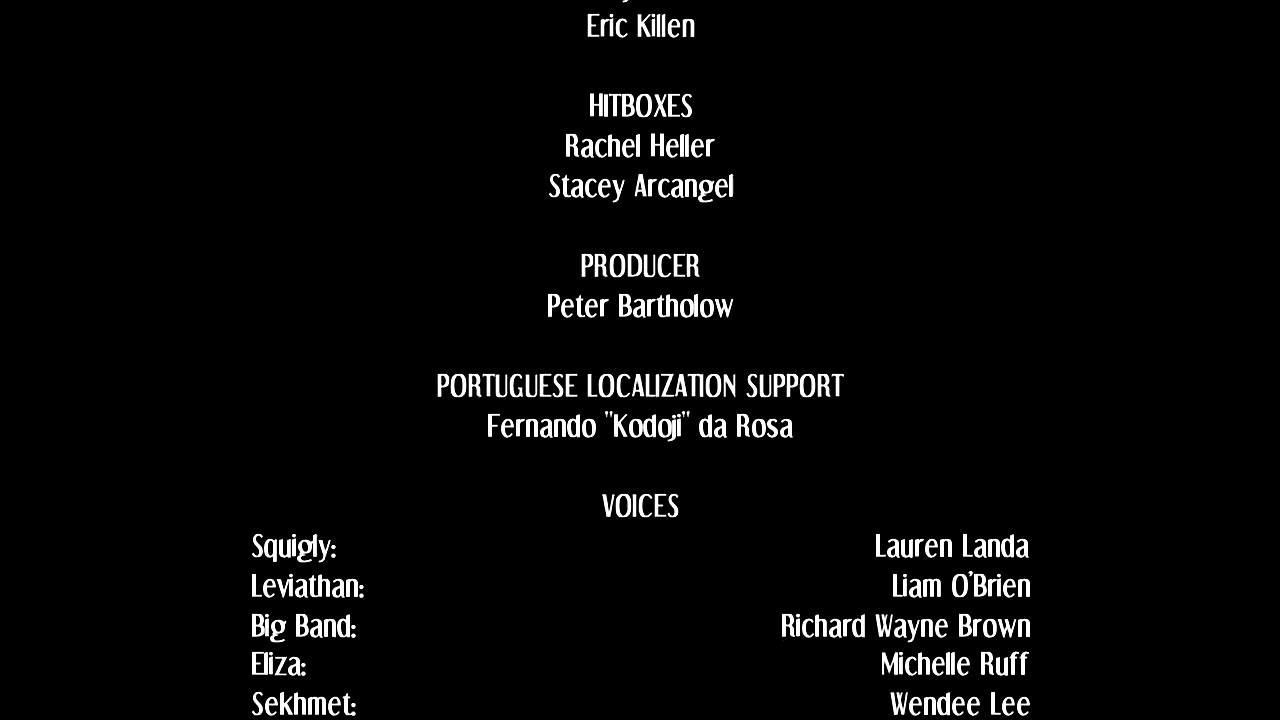 Eric Killen
HITBOXES
Rachel Heller
Stacey Arcangel
PRODUCER
Peter Bartholow
PORTUGUESE LOCALIZATION SUPPORT
Fernando "Kodoji" da Rosa
VOICES
Squigly: Lauren Landa
Leviathan: Liam O'Brien
Big Band: Richard Wayne Brown
Eliza: Michelle Ruff
Sekhmet: Wendee Lee